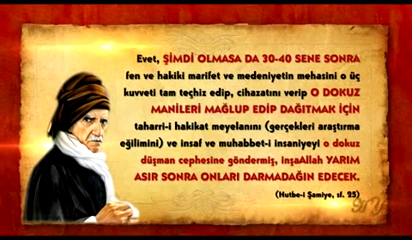 Evet, ŞİMDİ OLMASA DA 30-40 SENE SONRA
fen ve hakiki marifet ve medeniyetin mehasini o üç
kuvveti tam teçhiz edip, cihazatını verip O DOKUZ
MANİLERİ MAĞLUP EDİP DAĞITMAK İÇİN
taharri-i hakikat meyelanını (gerçekleri araştırma
eğilimini) ve insaf ve muhabbet-i insaniyeyi o dokuz
düşman cephesine göndermiş, inşaAllah YARIM
ASIR SONRA ONLARI DARMADAĞIN EDECEK.
(Hutbe-i Şamiye, sf. 25)